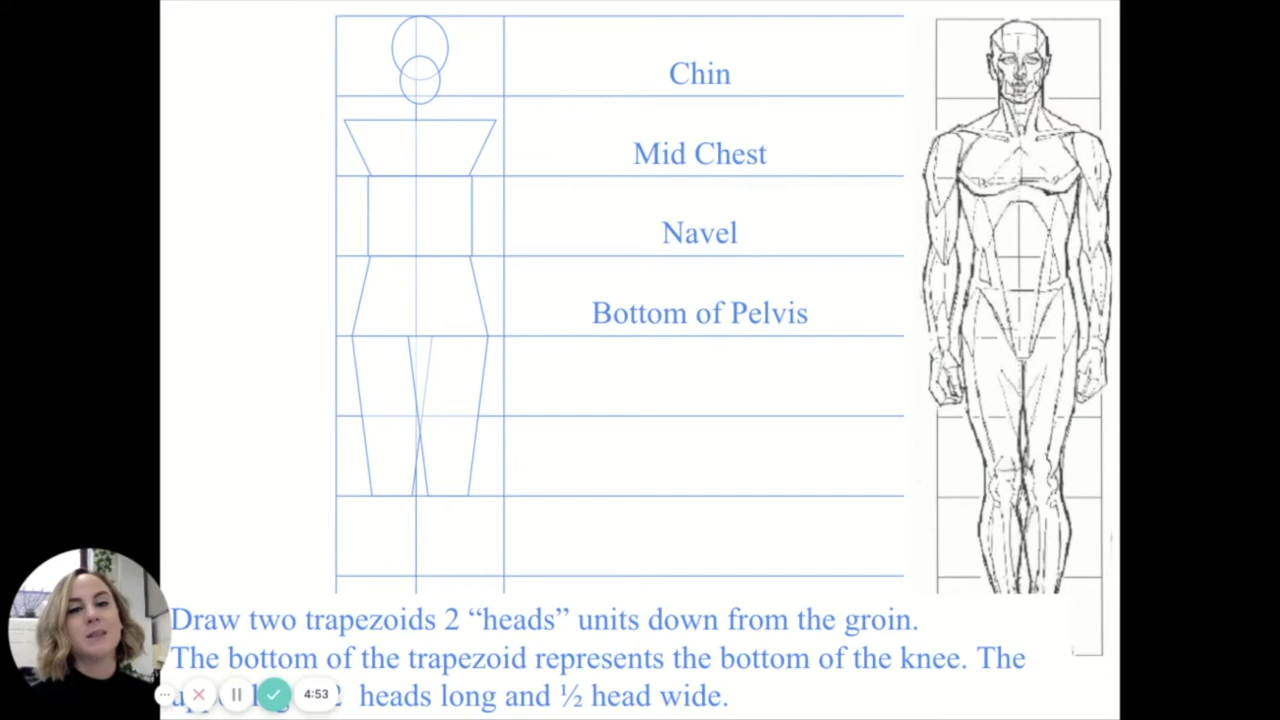 Chin
Mid Chest
Navel
Bottom of Pelvis
Draw two trapezoids 2 “heads” units down from the groin.
The bottom of the trapezoid represents the bottom of the knee. The
2 heads long and ½ head wide.
4:53